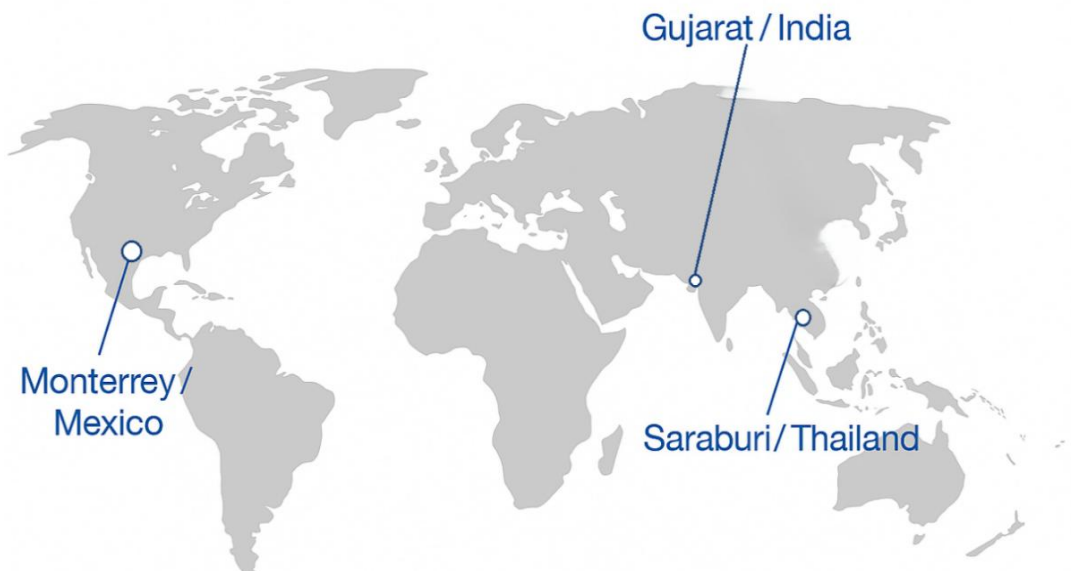 Gujarat / India
Monterrey /
Mexico
Saraburi / Thailand